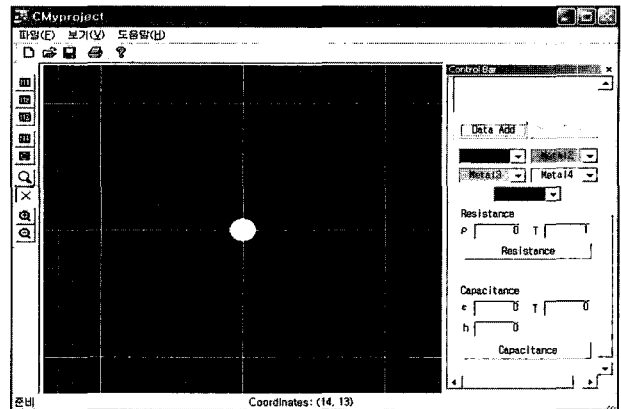 CMyproject
파일(F) 보기(V) 도움말(H)
Control Bar
Data Add
Metal2
Metal3 Metal4
Resistance
ρ 0 T 1
Resistance
Capacitance
ε 0 T 0
h 0
Capacitance
준비 Coordinates: (14, 13)